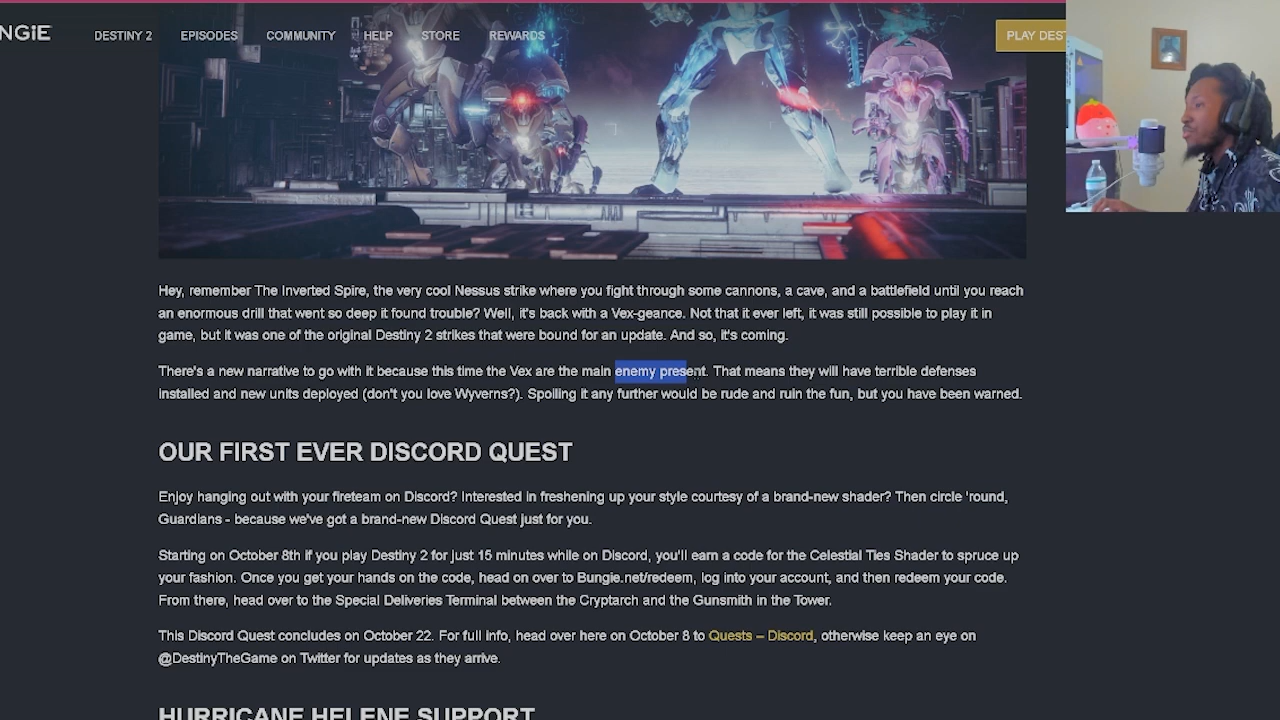 NGiE
DESTINY 2 EPISODES COMMUNITY HELP STORE REWARDS
PLAY DEST
Hey, remember The Inverted Spire, the very cool Nessus strike where you fight through some cannons, a cave, and a battlefield until you reach
an enormous drill that went so deep it found trouble? Well, it's back with a Vex-geance. Not that it ever left, it was still possible to play it in
game, but it was one of the original Destiny 2 strikes that were bound for an update. And so, it's coming.
There's a new narrative to go with it because this time the Vex are the main enemy present. That means they will have terrible defenses
installed and new units deployed (don't you love Wyverns?). Spoiling it any further would be rude and ruin the fun, but you have been warned.
OUR FIRST EVER DISCORD QUEST
Enjoy hanging out with your fireteam on Discord? Interested in freshening up your style courtesy of a brand-new shader? Then circle 'round,
Guardians - because we've got a brand-new Discord Quest just for you.
Starting on October 8th if you play Destiny 2 for just 15 minutes while on Discord, you'll earn a code for the Celestial Ties Shader to spruce up
your fashion. Once you get your hands on the code, head on over to Bungie.net/redeem, log into your account, and then redeem your code.
From there, head over to the Special Deliveries Terminal between the Cryptarch and the Gunsmith in the Tower.
This Discord Quest concludes on October 22. For full info, head over here on October 8 to Quests – Discord, otherwise keep an eye on
@DestinyTheGame on Twitter for updates as they arrive.
HURRICANE HELENE SUPPORT